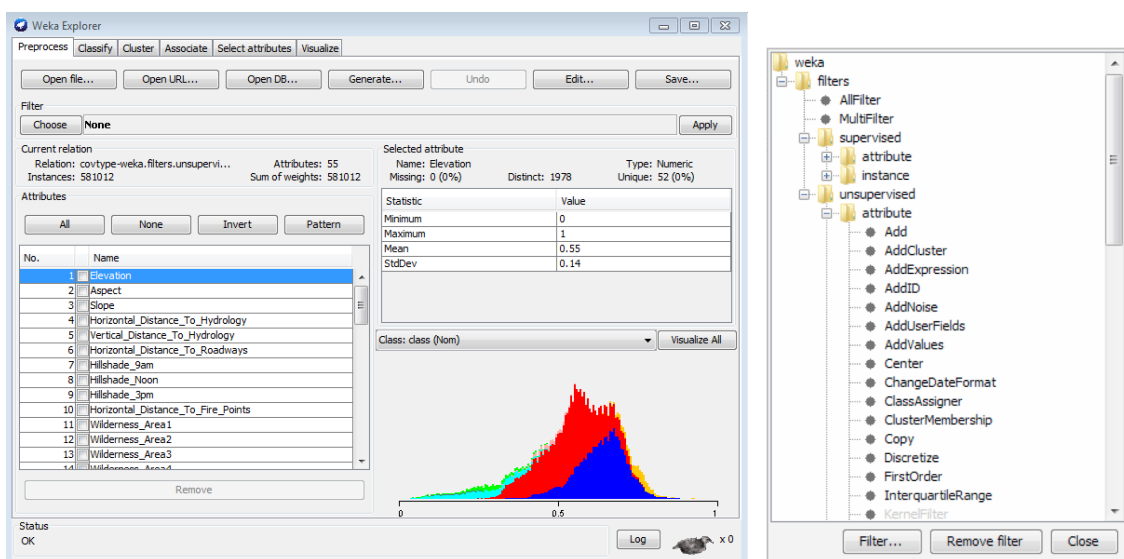 Weka Explorer
Preprocess Classify Cluster Associate Select attributes Visualize
Open file... Open URL... Open DB... Generate... Undo Edit... Save...
Filter
Choose None Apply
Current relation
Relation: covtype-weka.filters.unsupervi... Attributes: 55
Instances: 581012 Sum of weights: 581012
Attributes
All None Invert Pattern
No. Name
1 Elevation
2 Aspect
3 Slope
4 Horizontal_Distance_To_Hydrology
5 Vertical_Distance_To_Hydrology
6 Horizontal_Distance_To_Roadways
7 Hillshade_9am
8 Hillshade_Noon
9 Hillshade_3pm
10 Horizontal_Distance_To_Fire_Points
11 Wilderness_Area1
12 Wilderness_Area2
13 Wilderness_Area3
14 Wilderness_Area4
Remove
Selected attribute
Name: Elevation Type: Numeric
Missing: 0 (0%) Distinct: 1978 Unique: 52 (0%)
Statistic Value
Minimum 0
Maximum 1
Mean 0.55
StdDev 0.14
Class: class (Nom) Visualize All
0 0.5 1
Status
OK
Log x 0
weka
filters
AllFilter
MultiFilter
supervised
attribute
instance
unsupervised
attribute
Add
AddCluster
AddExpression
AddID
AddNoise
AddUserFields
AddValues
Center
ChangeDateFormat
ClassAssigner
ClusterMembership
Copy
Discretize
FirstOrder
InterquartileRange
KernelFilter
Filter... Remove filter Close